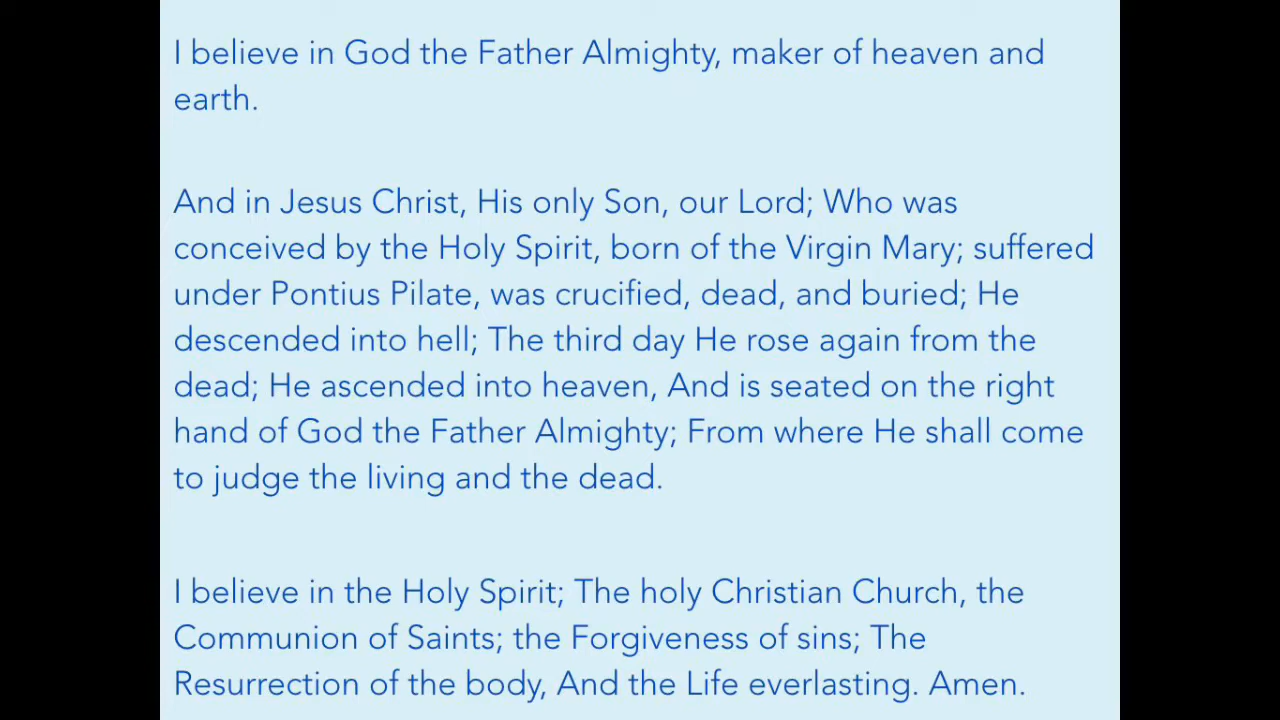 I believe in God the Father Almighty, maker of heaven and
earth.
And in Jesus Christ, His only Son, our Lord; Who was
conceived by the Holy Spirit, born of the Virgin Mary; suffered
under Pontius Pilate, was crucified, dead, and buried; He
descended into hell; The third day He rose again from the
dead; He ascended into heaven, And is seated on the right
hand of God the Father Almighty; From where He shall come
to judge the living and the dead.
I believe in the Holy Spirit; The holy Christian Church, the
Communion of Saints; the Forgiveness of sins; The
Resurrection of the body, And the Life everlasting. Amen.